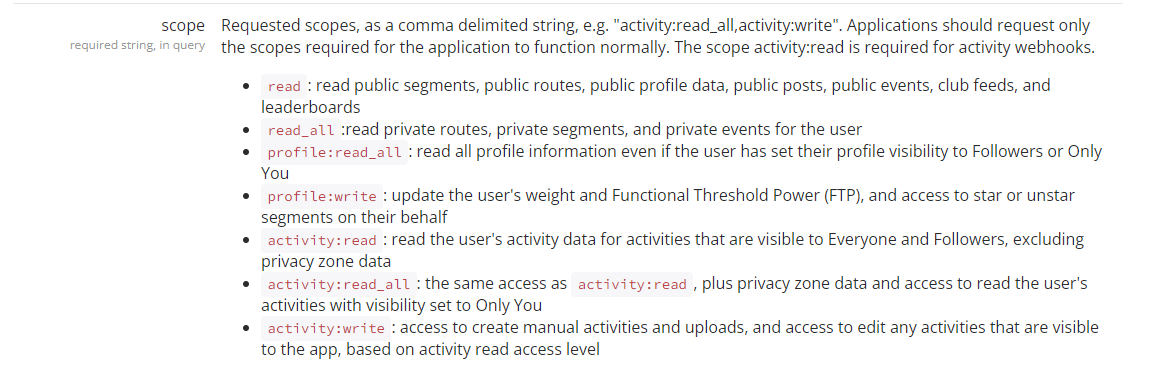 scope Requested scopes, as a comma delimited string, e.g. "activity:read_all,activity:write". Applications should request only
required string, in query the scopes required for the application to function normally. The scope activity:read is required for activity webhooks.
• read : read public segments, public routes, public profile data, public posts, public events, club feeds, and
leaderboards
• read_all :read private routes, private segments, and private events for the user
• profile:read_all : read all profile information even if the user has set their profile visibility to Followers or Only
You
• profile:write : update the user's weight and Functional Threshold Power (FTP), and access to star or unstar
segments on their behalf
• activity:read : read the user's activity data for activities that are visible to Everyone and Followers, excluding
privacy zone data
• activity:read_all : the same access as activity:read , plus privacy zone data and access to read the user's
activities with visibility set to Only You
• activity:write : access to create manual activities and uploads, and access to edit any activities that are visible
to the app, based on activity read access level